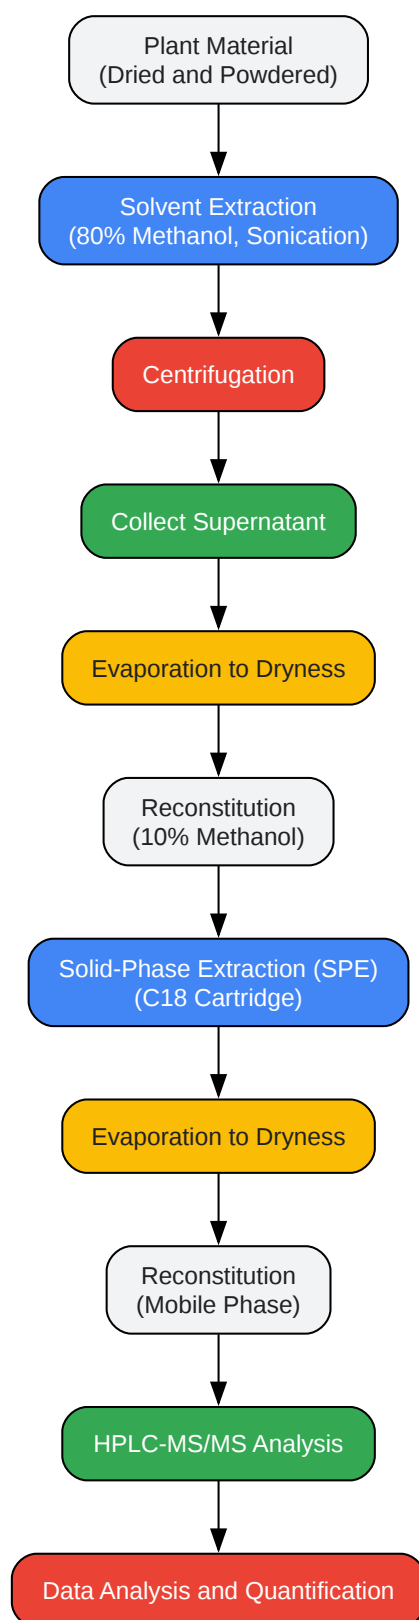 Plant Material
(Dried and Powdered)
Solvent Extraction
(80% Methanol, Sonication)
Centrifugation
Collect Supernatant
Evaporation to Dryness
Reconstitution
(10% Methanol)
Solid-Phase Extraction (SPE)
(C18 Cartridge)
Evaporation to Dryness
Reconstitution
(Mobile Phase)
HPLC-MS/MS Analysis
Data Analysis and Quantification